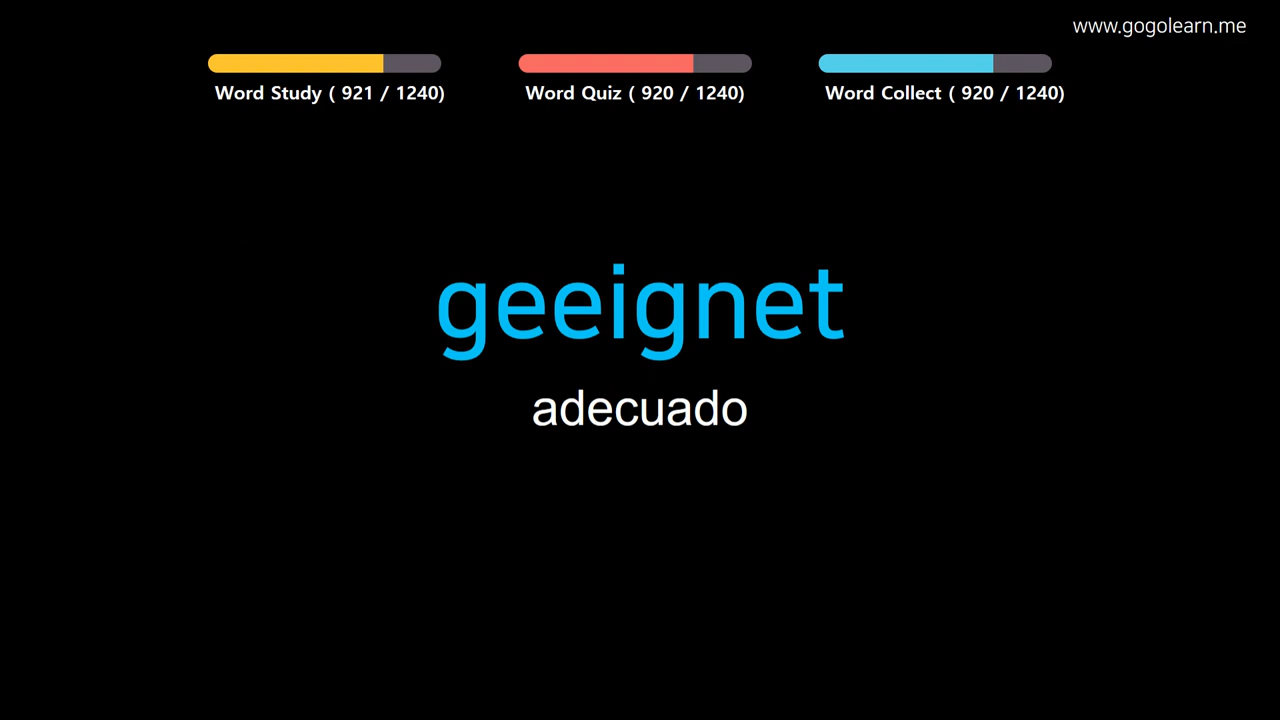 www.gogolearn.me
Word Study ( 921 / 1240)
Word Quiz ( 920 / 1240)
Word Collect ( 920 / 1240)
geeignet
adecuado